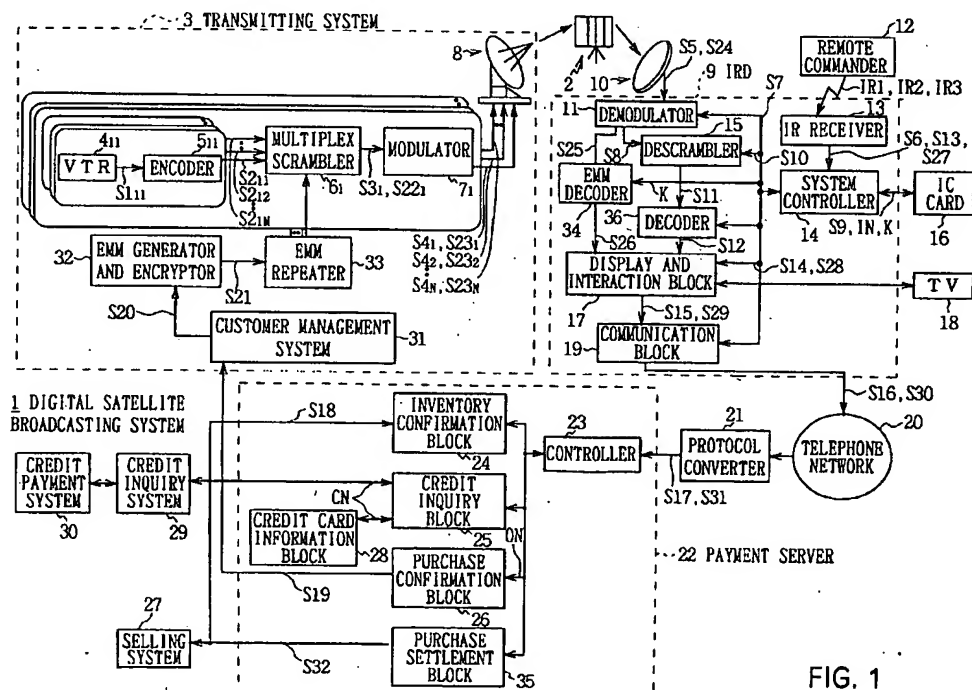 3 TRANSMITTING SYSTEM
8
2
10
S5, S24
9 IRD
12
REMOTE
COMMANDER
IR1, IR2, IR3
11
DEMODULATOR
S7
13
IR RECEIVER
S6, S13,
S27
4₁₁
VTR
S1₁₁
5₁₁
ENCODER
S2₁₁
S2₁₂
S2₁M
MULTIPLEX
SCRAMBLER
6₁
S3₁, S22₁
MODULATOR
7₁
S25
S8
15
DESCRAMBLER
S10
EMM
DECODER
34
K
S11
36
DECODER
S26
S12
SYSTEM
CONTROLLER
14
S9, IN, K
IC
CARD
16
32
EMM GENERATOR
AND ENCRYPTOR
S21
EMM
REPEATER
33
S4₁, S23₁
S4₂, S23₂
S4N, S23N
DISPLAY AND
INTERACTION BLOCK
17
S14, S28
TV
18
S20
CUSTOMER MANAGEMENT
SYSTEM
31
S15, S29
19
COMMUNICATION
BLOCK
S16, S30
1 DIGITAL SATELLITE
BROADCASTING SYSTEM
S18
INVENTORY
CONFIRMATION
BLOCK
24
23
CONTROLLER
S17, S31
21
PROTOCOL
CONVERTER
20
TELEPHONE
NETWORK
CREDIT
PAYMENT
SYSTEM
30
CREDIT
INQUIRY
SYSTEM
29
CN
CREDIT
INQUIRY
BLOCK
25
CREDIT CARD
INFORMATION
BLOCK
28
ON
PURCHASE
CONFIRMATION
BLOCK
26
22 PAYMENT SERVER
S19
27
SELLING
SYSTEM
S32
PURCHASE
SETTLEMENT
BLOCK
35
FIG. 1